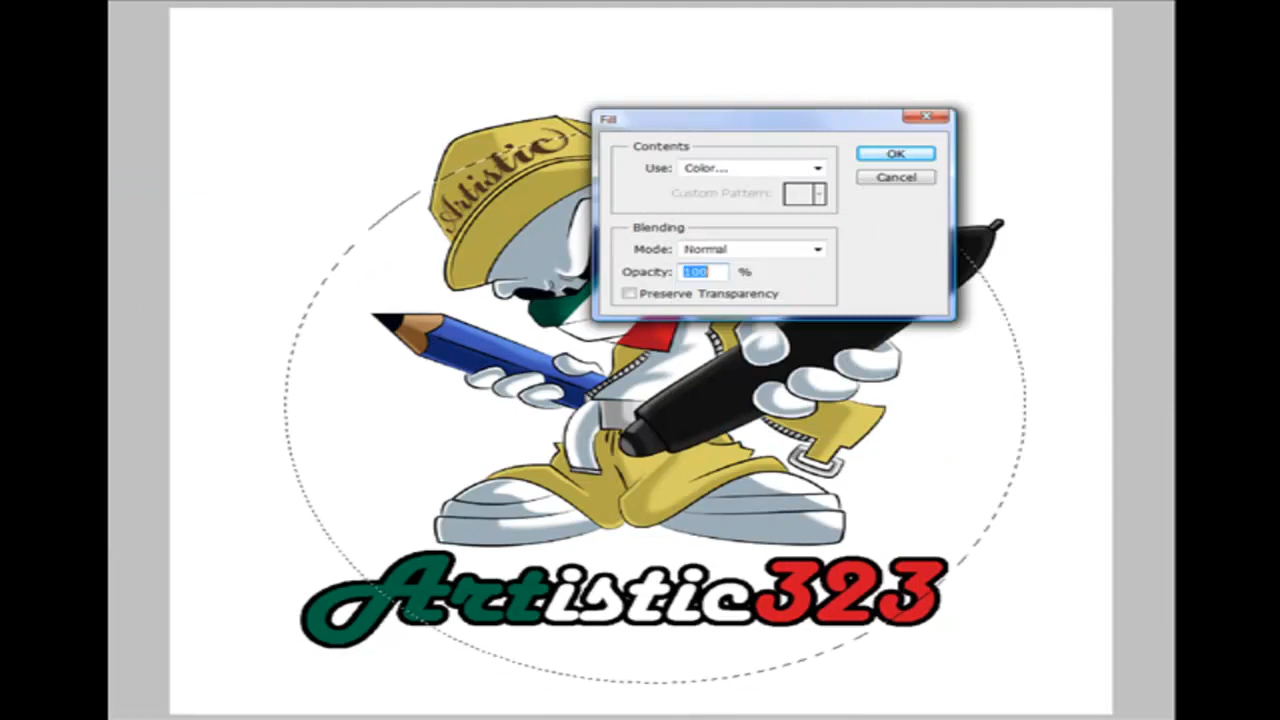 Fill
Contents
Use: Color...
Custom Pattern:
OK
Cancel
Blending
Mode: Normal
Opacity: 100 %
Preserve Transparency
Artistic
Artistic323